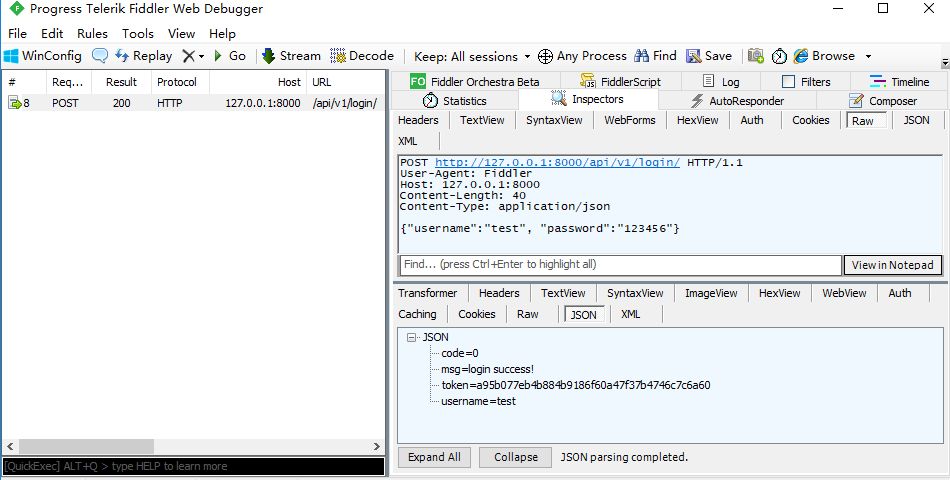 Progress Telerik Fiddler Web Debugger
File Edit Rules Tools View Help
WinConfig Replay Go Stream Decode Keep: All sessions Any Process Find Save Browse
# Req... Result Protocol Host URL
8 POST 200 HTTP 127.0.0.1:8000 /api/v1/login/
[QuickExec] ALT+Q > type HELP to learn more
FO Fiddler Orchestra Beta JS FiddlerScript Log Filters Timeline
Statistics Inspectors AutoResponder Composer
Headers TextView SyntaxView WebForms HexView Auth Cookies Raw JSON
XML
POST http://127.0.0.1:8000/api/v1/login/ HTTP/1.1
User-Agent: Fiddler
Host: 127.0.0.1:8000
Content-Length: 40
Content-Type: application/json
{"username":"test", "password":"123456"}
Find... (press Ctrl+Enter to highlight all) View in Notepad
Transformer Headers TextView SyntaxView ImageView HexView WebView Auth
Caching Cookies Raw JSON XML
JSON
code=0
msg=login success!
token=a95b077eb4b884b9186f60a47f37b4746c7c6a60
username=test
Expand All Collapse JSON parsing completed.